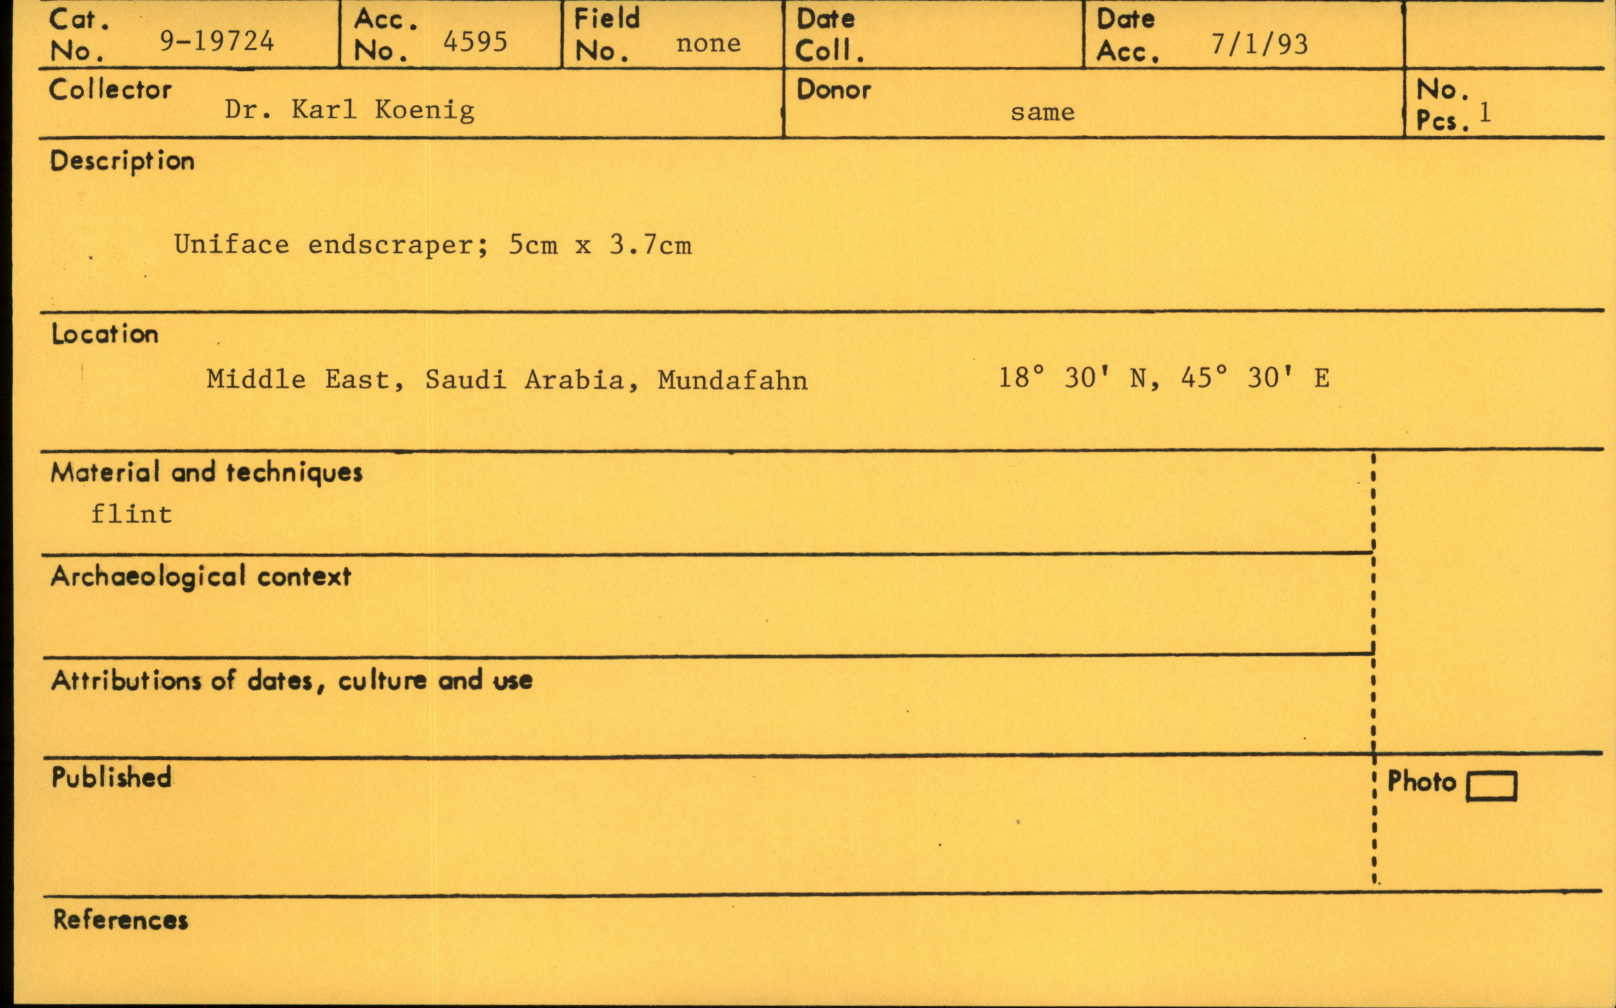 Cat. No. 9-19724 Acc. No. 4595 Field No. none Date Coll. Date Acc. 7/1/93
Collector Dr. Karl Koenig Donor same No. Pcs. 1
Description
Uniface endscraper; 5cm x 3.7cm
Location
Middle East, Saudi Arabia, Mundafahn 18° 30' N, 45° 30' E
Material and techniques
flint
Archaeological context
Attributions of dates, culture and use
Published
Photo
References